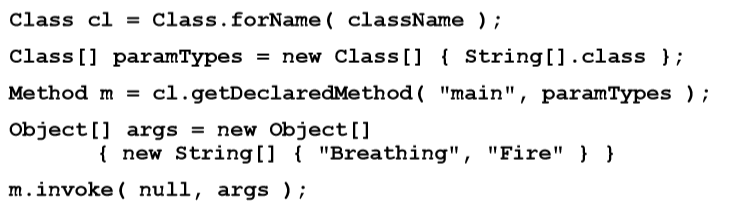 Class cl = Class.forName( className );
Class[] paramTypes = new Class[] { String[].class };
Method m = cl.getDeclaredMethod( "main", paramTypes );
Object[] args = new Object[]
{ new String[] { "Breathing", "Fire" } }
m.invoke( null, args );